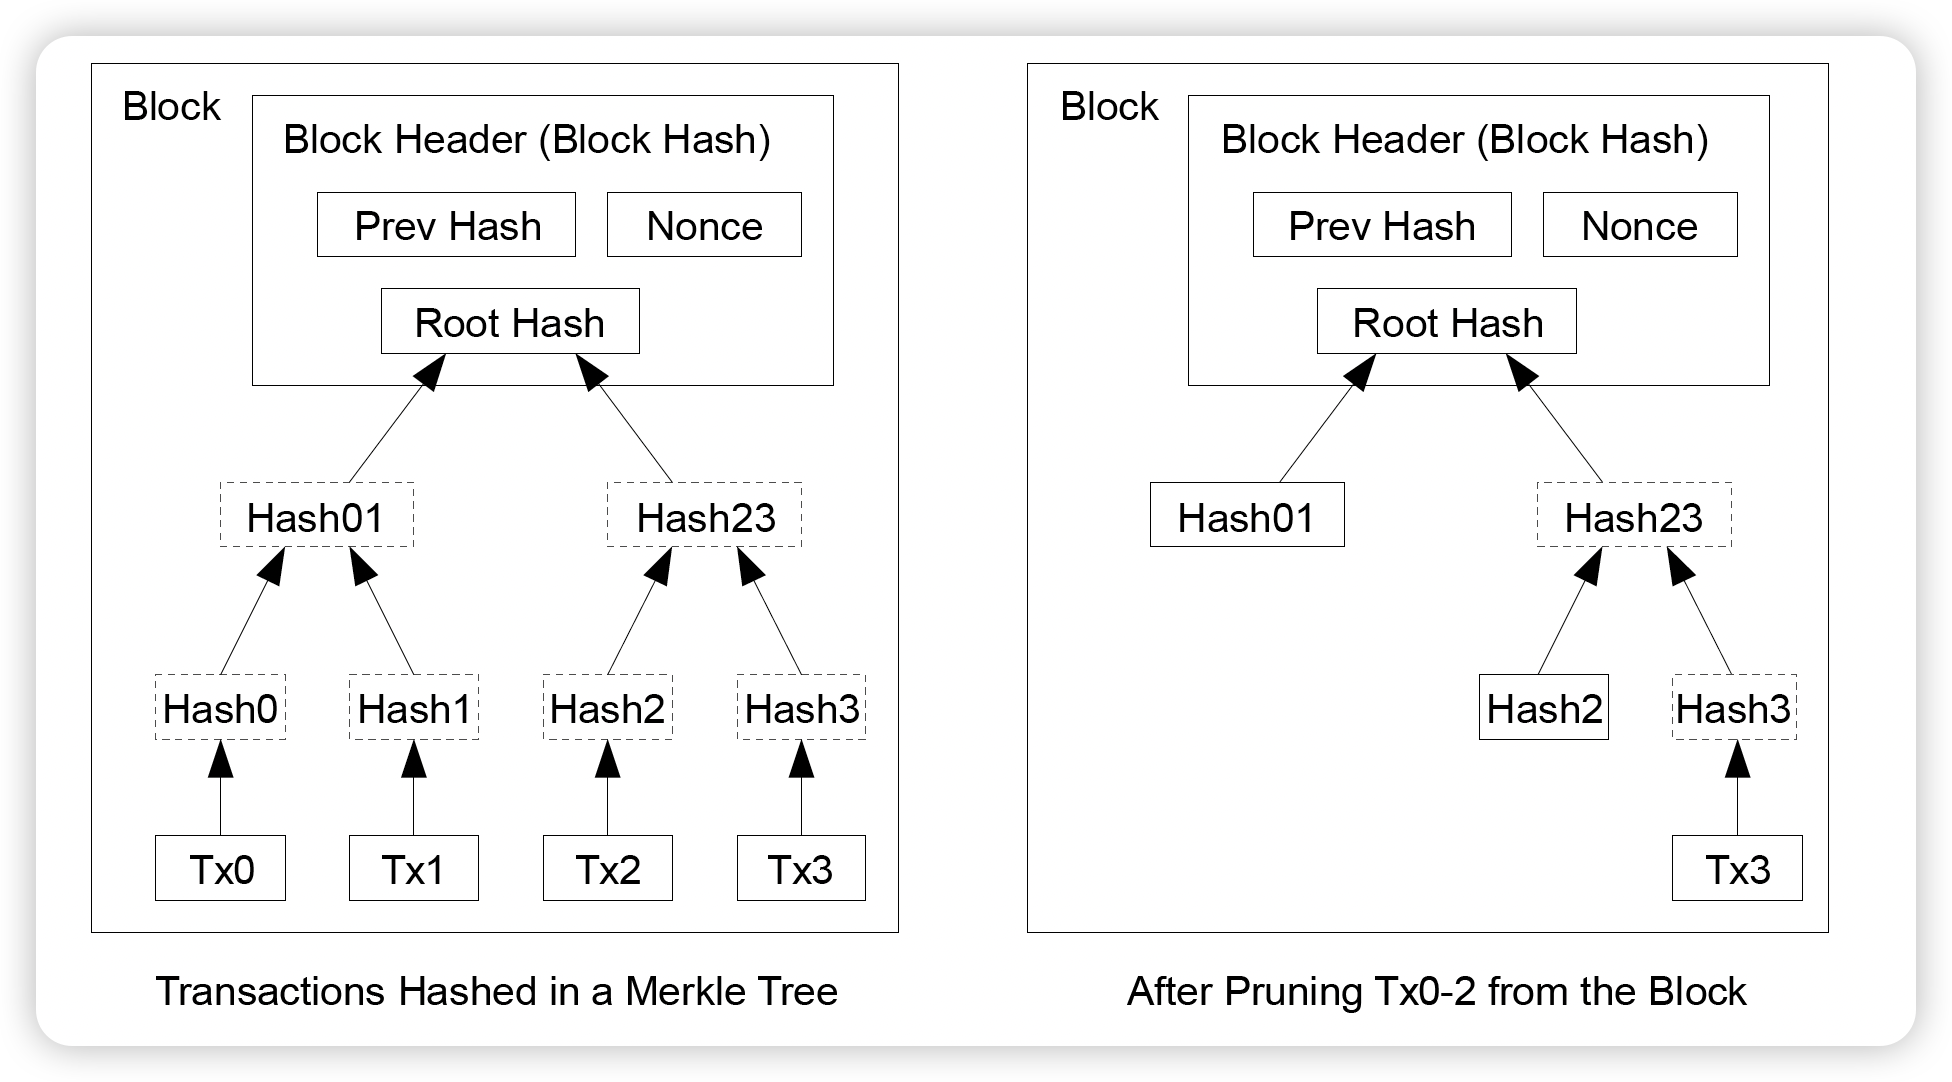 Block
Block Header (Block Hash)
Prev Hash
Nonce
Root Hash
Hash01
Hash23
Hash0
Hash1
Hash2
Hash3
Tx0
Tx1
Tx2
Tx3
Transactions Hashed in a Merkle Tree
Block
Block Header (Block Hash)
Prev Hash
Nonce
Root Hash
Hash01
Hash23
Hash2
Hash3
Tx3
After Pruning Tx0-2 from the Block